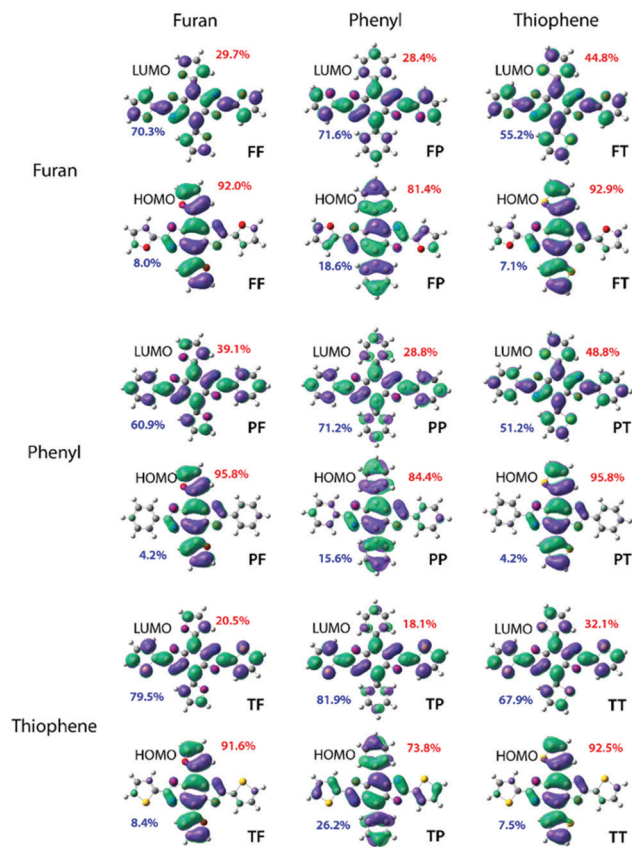 Furan Phenyl Thiophene
29.7% 28.4% 44.8%
LUMO LUMO LUMO
70.3% 71.6% 55.2%
FF FP FT
Furan
HOMO 92.0% HOMO 81.4% HOMO 92.9%
8.0% 18.6% 7.1%
FF FP FT
LUMO 39.1% LUMO 28.8% LUMO 48.8%
60.9% 71.2% 51.2%
PF PP PT
Phenyl
HOMO 95.8% HOMO 84.4% HOMO 95.8%
4.2% 15.6% 4.2%
PF PP PT
20.5% 18.1% 32.1%
LUMO LUMO LUMO
79.5% 81.9% 67.9%
TF TP TT
Thiophene
HOMO 91.6% HOMO 73.8% HOMO 92.5%
8.4% 26.2% 7.5%
TF TP TT